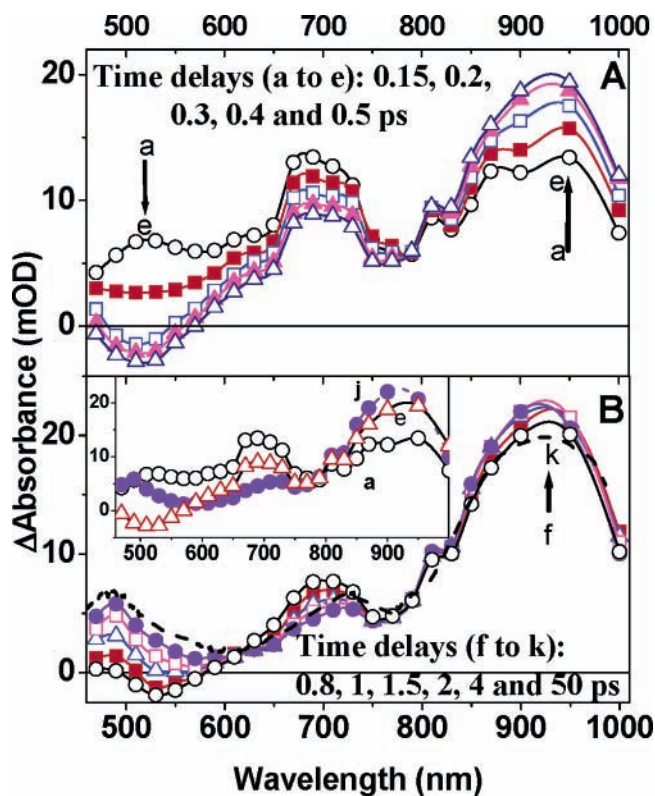 500 600 700 800 900 1000
A
Time delays (a to e): 0.15, 0.2,
0.3, 0.4 and 0.5 ps
a
e
e
a
20
10
0
ΔAbsorbance (mOD)
B
j
e
a
20
10
0
500 600 700 800 900
k
f
20
10
0
Time delays (f to k):
0.8, 1, 1.5, 2, 4 and 50 ps
500 600 700 800 900 1000
Wavelength (nm)